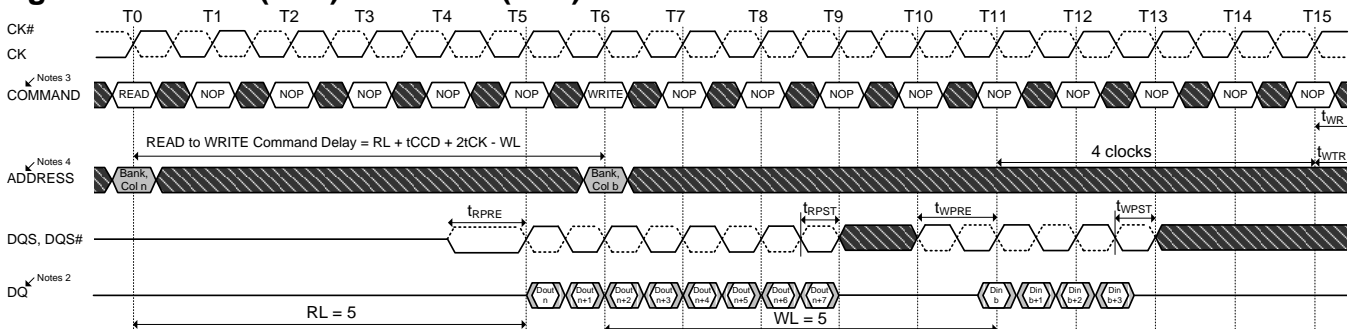 T0 T1 T2 T3 T4 T5 T6 T7 T8 T9 T10 T11 T12 T13 T14 T15
CK#
CK
Notes 3
COMMAND READ NOP NOP NOP NOP NOP WRITE NOP NOP NOP NOP NOP NOP NOP NOP NOP
tWR
READ to WRITE Command Delay = RL + tCCD + 2tCK - WL
4 clocks
tWTR
Notes 4
ADDRESS
Bank, Col n
Bank, Col b
tRPRE tRPST tWPRE tWPST
DQS, DQS#
Notes 2
DQ
Dout n Dout n+1 Dout n+2 Dout n+3 Dout n+4 Dout n+5 Dout n+6 Dout n+7 Din b Din b+1 Din b+2 Din b+3
RL = 5 WL = 5